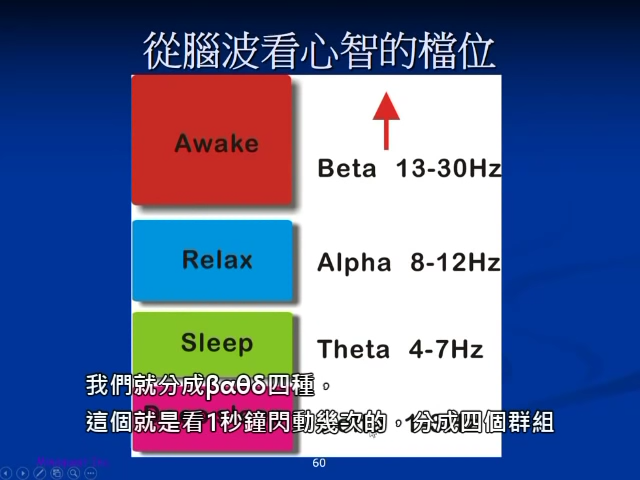 從腦波看心智的檔位
Awake
Beta 13-30Hz
Relax
Alpha 8-12Hz
Sleep
Theta 4-7Hz
我們就分成βαθδ四種，
這個就是看1秒鐘閃動幾次的，分成四個群組
60